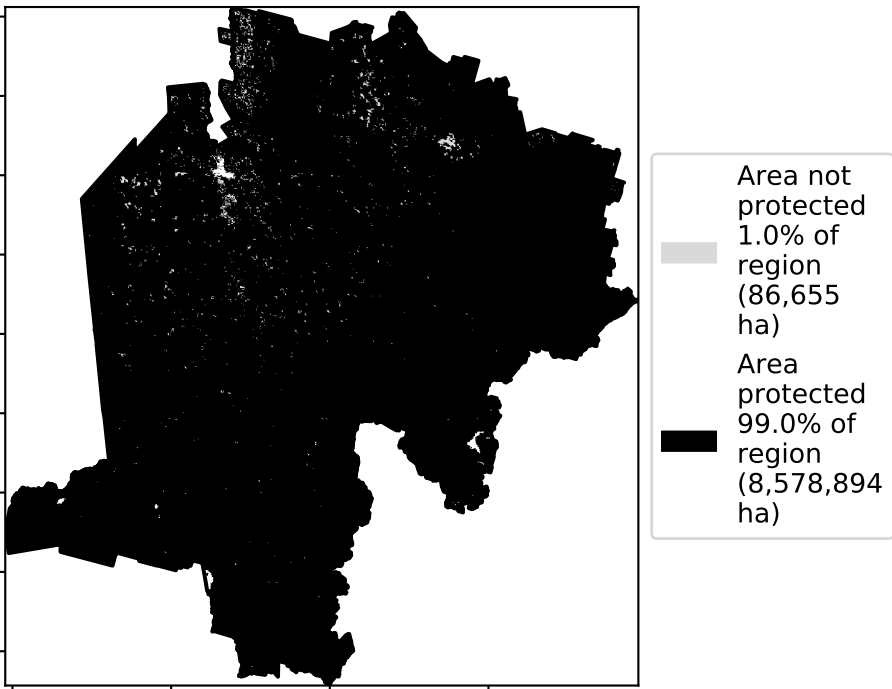 Area not
protected
1.0% of
region
(86,655
ha)
Area
protected
99.0% of
region
(8,578,894
ha)